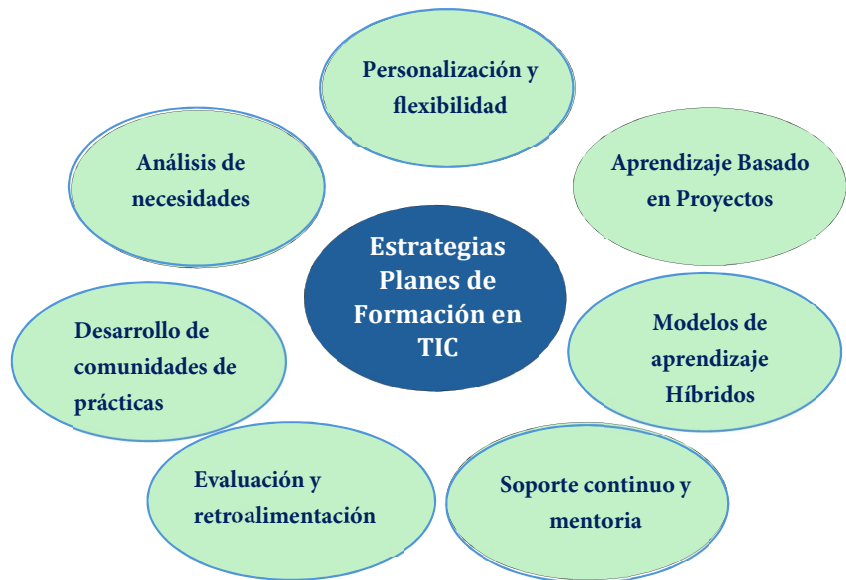 Personalización y
flexibilidad
Análisis de
necesidades
Aprendizaje Basado
en Proyectos
Estrategias
Planes de
Formación en
TIC
Desarrollo de
comunidades de
prácticas
Modelos de
aprendizaje
Híbridos
Evaluación y
retroalimentación
Soporte continuo y
mentoria